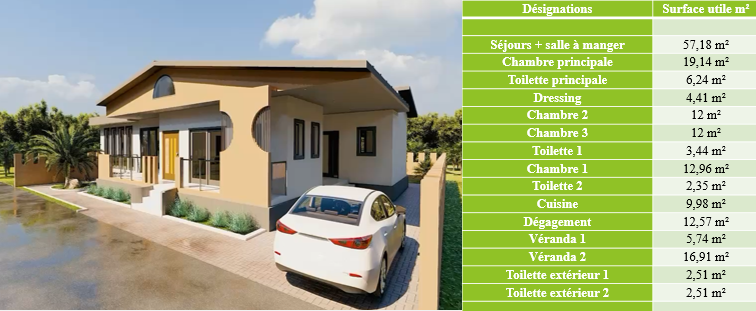 Désignations Surface utile m²
Séjours + salle à manger 57,18 m²
Chambre principale 19,14 m²
Toilette principale 6,24 m²
Dressing 4,41 m²
Chambre 2 12 m²
Chambre 3 12 m²
Toilette 1 3,44 m²
Chambre 1 12,96 m²
Toilette 2 2,35 m²
Cuisine 9,98 m²
Dégagement 12,57 m²
Véranda 1 5,74 m²
Véranda 2 16,91 m²
Toilette extérieur 1 2,51 m²
Toilette extérieur 2 2,51 m²